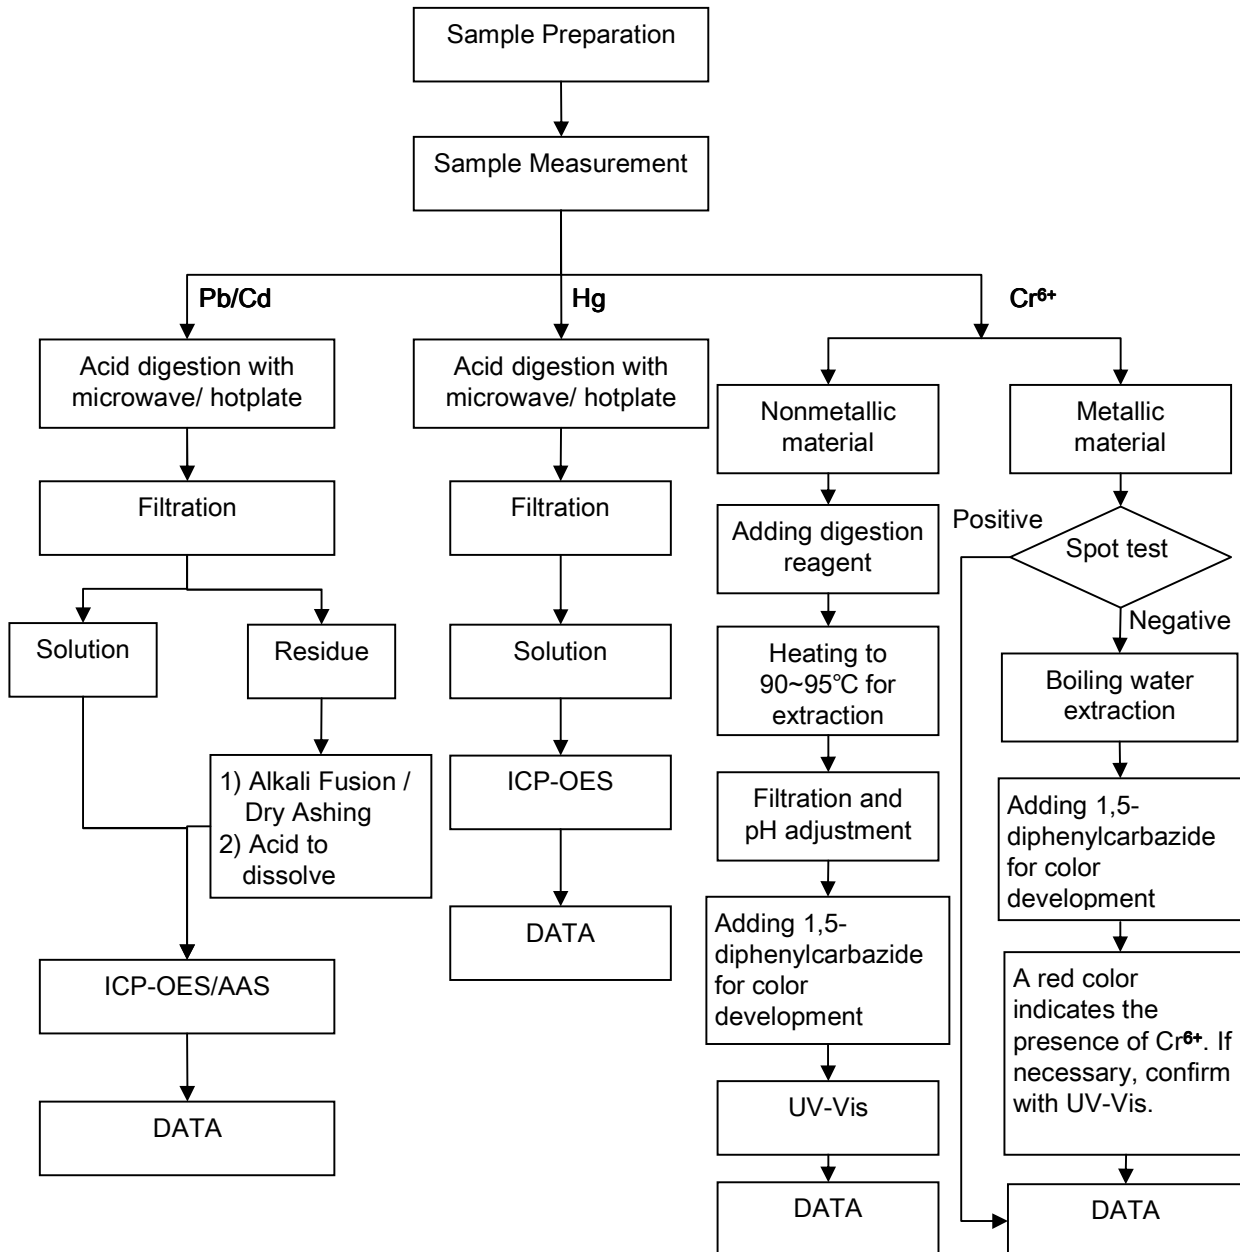 Sample Preparation
Sample Measurement
Pb/Cd
Hg
Cr⁶⁺
Acid digestion with
microwave/ hotplate
Filtration
Solution
Residue
1) Alkali Fusion /
Dry Ashing
2) Acid to
dissolve
ICP-OES/AAS
DATA
Acid digestion with
microwave/ hotplate
Filtration
Solution
ICP-OES
DATA
Nonmetallic
material
Adding digestion
reagent
Heating to
90~95℃ for
extraction
Filtration and
pH adjustment
Adding 1,5-
diphenylcarbazide
for color
development
UV-Vis
DATA
Metallic
material
Positive
Spot test
Negative
Boiling water
extraction
Adding 1,5-
diphenylcarbazide
for color
development
A red color
indicates the
presence of Cr⁶⁺. If
necessary, confirm
with UV-Vis.
DATA